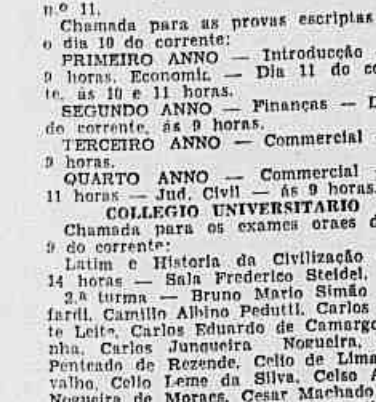 n.º 11.
Chamada para as provas escriptas
o dia 10 do corrente:
PRIMEIRO ANNO — Introducção
9 horas. Economic. — Dia 11 do co
te, ás 10 e 11 horas.
SEGUNDO ANNO — Finanças — D
do corrente, ás 9 horas.
TERCEIRO ANNO — Commercial
9 horas.
QUARTO ANNO — Commercial
11 horas — Jud. Civil — ás 9 horas.
COLLEGIO UNIVERSITARIO
Chamada para os exames oraes d
9 do corrente:
Latim e Historia da Civilização
14 horas — Sala Frederico Steidel.
2.ª turma — Bruno Mario Simão
fardi, Camillo Albino Pedutti, Carlos
te Leite, Carlos Eduardo de Camargo
nha, Carlos Junqueira Nogueira,
Penteado de Rezende, Celio de Lima
valho, Celio Leme da Silva, Celso A
Nogueira de Moraes, Cesar Machado